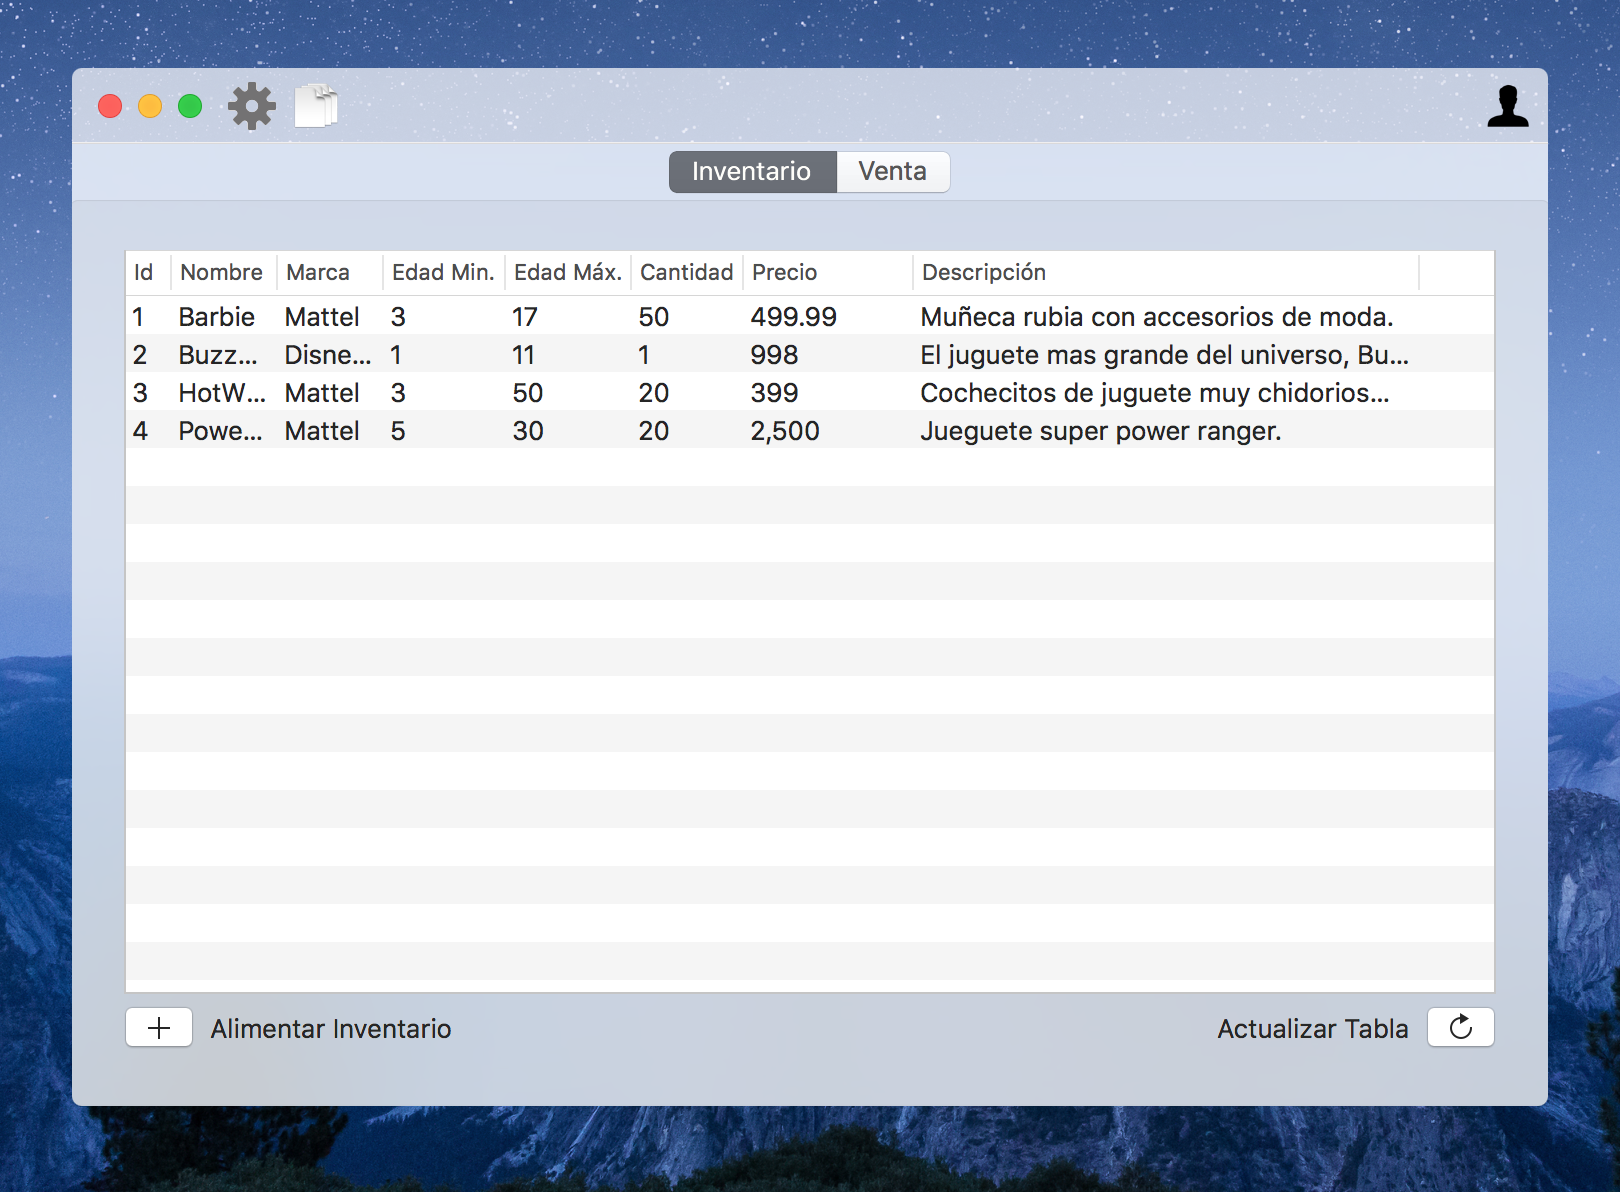 Inventario Venta
Id Nombre Marca Edad Min. Edad Máx. Cantidad Precio Descripción
1 Barbie Mattel 3 17 50 499.99 Muñeca rubia con accesorios de moda.
2 Buzz... Disne... 1 11 1 998 El juguete mas grande del universo, Bu...
3 HotW... Mattel 3 50 20 399 Cochecitos de juguete muy chidorios...
4 Powe... Mattel 5 30 20 2,500 Jueguete super power ranger.
Alimentar Inventario Actualizar Tabla